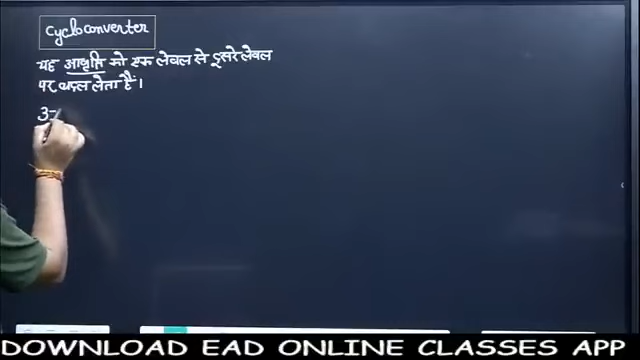 Cycloconverter
यह आवृत्ति को एक लेवल से दूसरे लेवल
पर बदल लेता है।
DOWNLOAD EAD ONLINE CLASSES APP